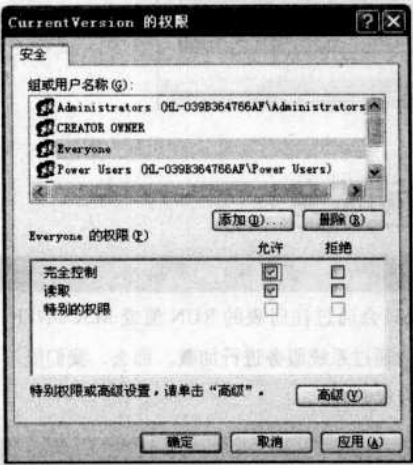 CurrentVersion 的权限
安全
组或用户名称(G):
Administrators (HL-039B364766AF\Administrators
CREATOR OWNER
Everyone
Power Users (HL-039B364766AF\Power Users)
添加(D)... 删除(R)
Everyone 的权限(P) 允许 拒绝
完全控制
读取
特别的权限
特别权限或高级设置，请单击“高级”。 高级(V)
确定 取消 应用(A)